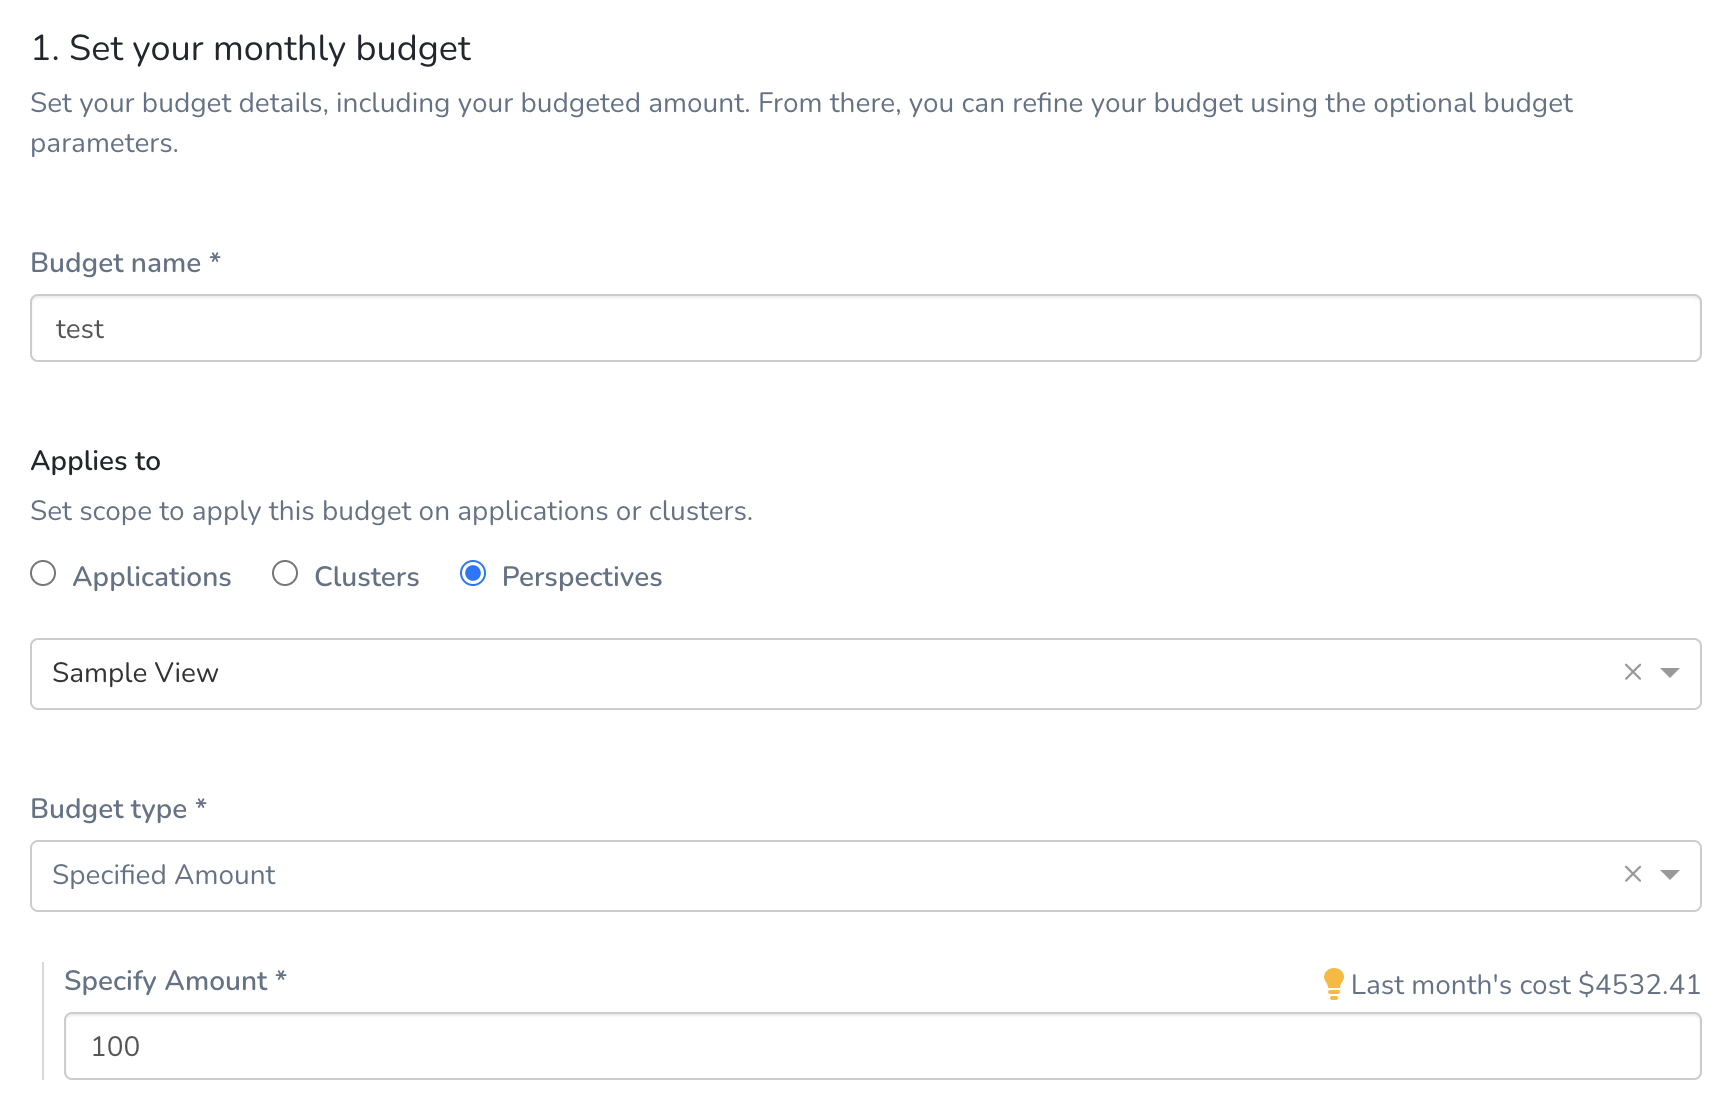 1. Set your monthly budget
Set your budget details, including your budgeted amount. From there, you can refine your budget using the optional budget
parameters.
Budget name *
test
Applies to
Set scope to apply this budget on applications or clusters.
Applications Clusters Perspectives
Sample View
Budget type *
Specified Amount
Specify Amount * Last month's cost $4532.41
100